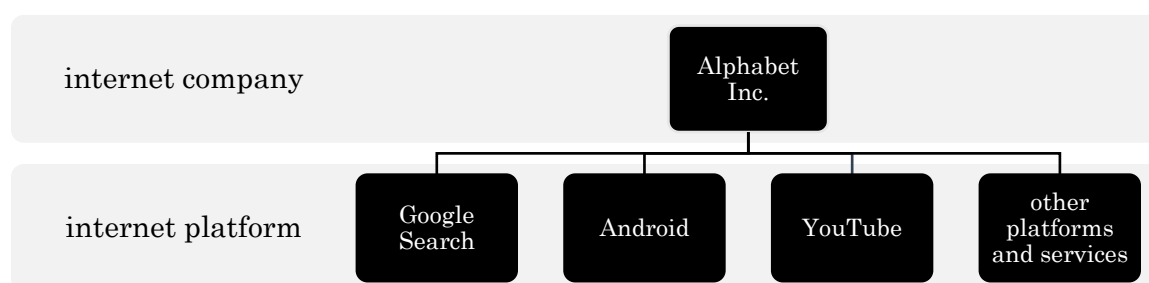 internet company
Alphabet
Inc.
internet platform
Google
Search
Android
YouTube
other
platforms
and services